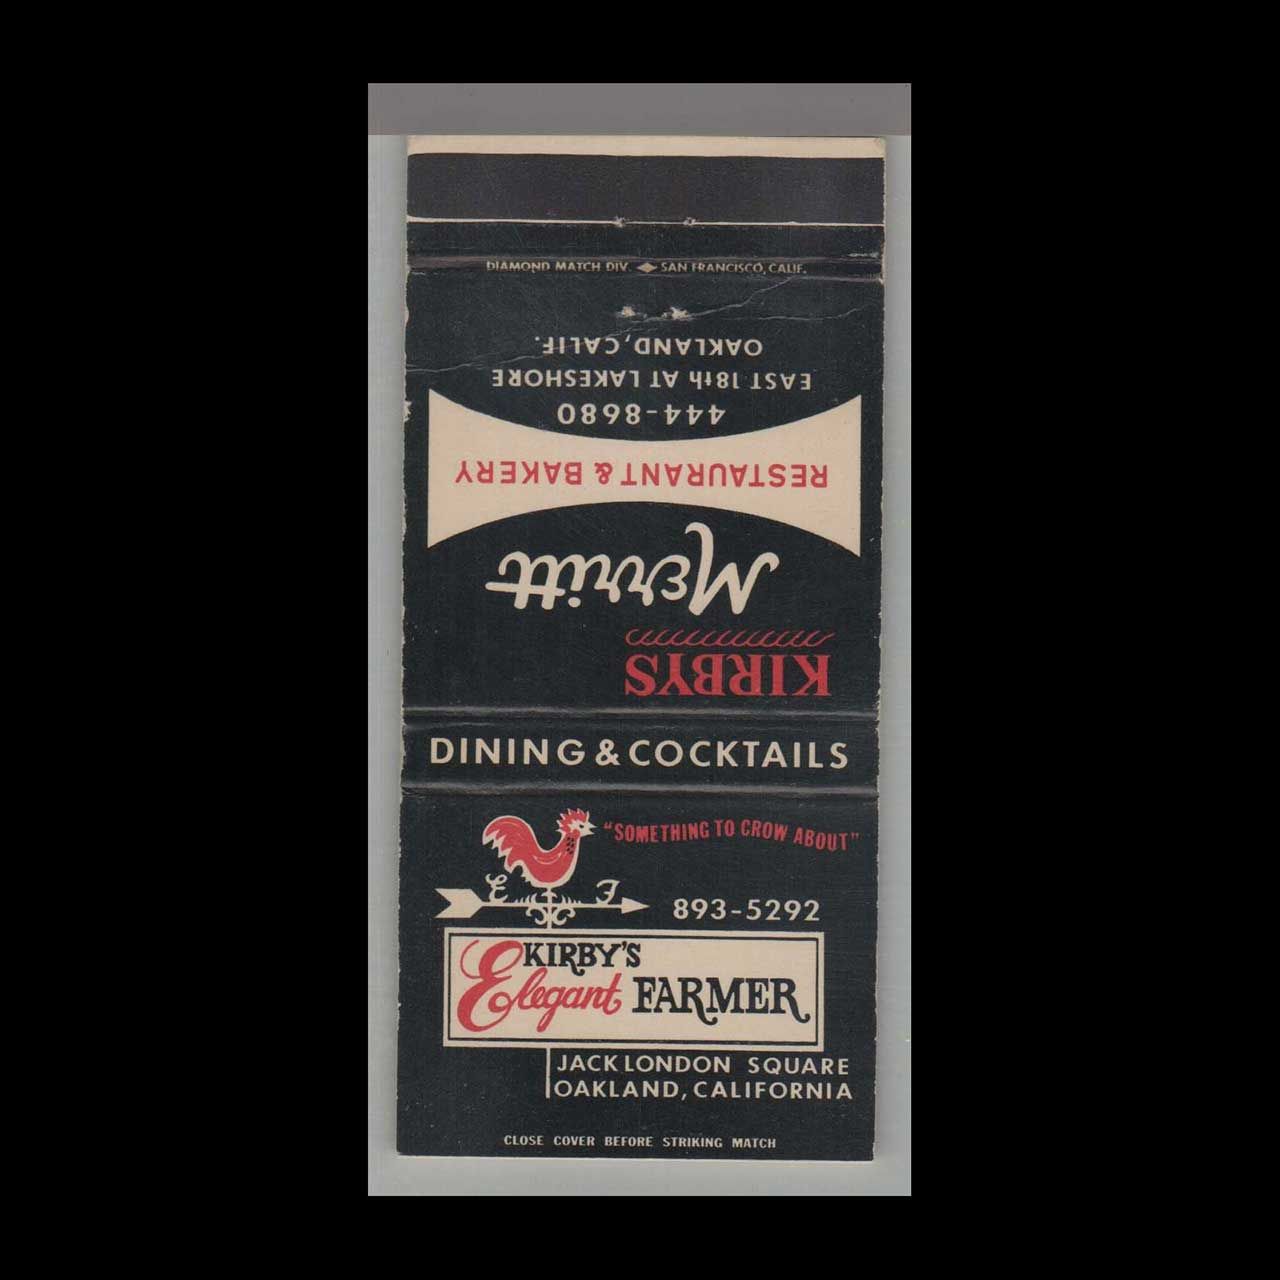 DIAMOND MATCH DIV. SAN FRANCISCO, CALIF.
KIRBYS
Merritt
RESTAURANT & BAKERY
444-8680
EAST 18th AT LAKESHORE
OAKLAND, CALIF.
DINING & COCKTAILS
"SOMETHING TO CROW ABOUT"
E F
893-5292
KIRBY'S
Elegant FARMER
JACK LONDON SQUARE
OAKLAND, CALIFORNIA
CLOSE COVER BEFORE STRIKING MATCH